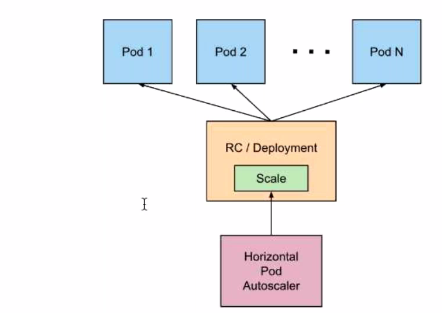 Pod 1
Pod 2
Pod N
RC / Deployment
Scale
Horizontal
Pod
Autoscaler